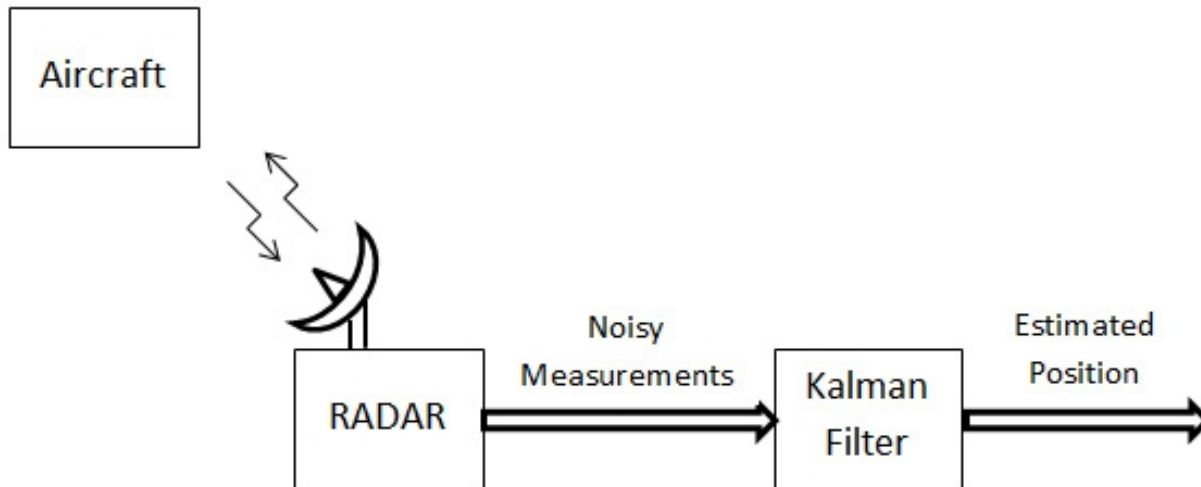 Aircraft
RADAR
Noisy
Measurements
Kalman
Filter
Estimated
Position